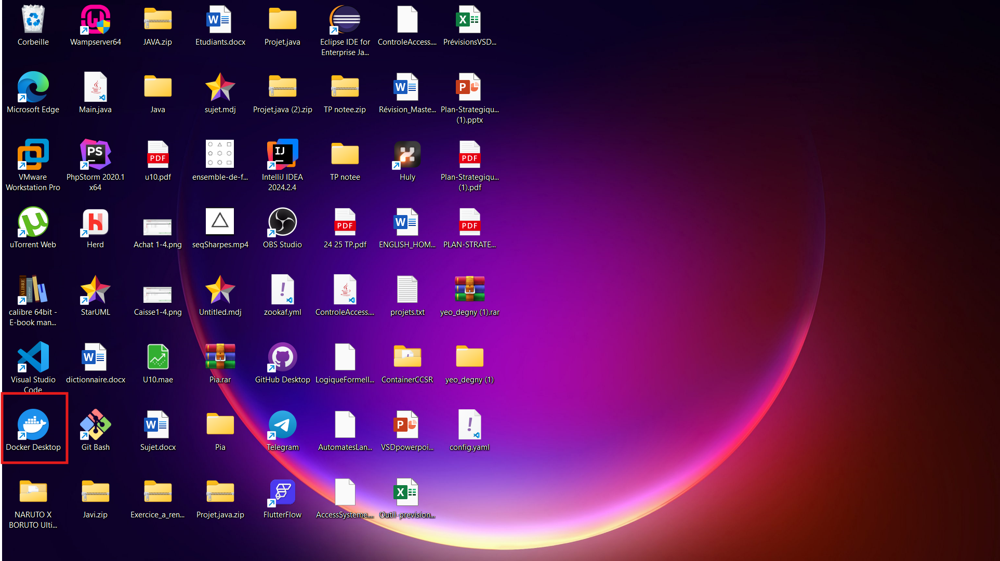 Corbeille
Wampserver64
JAVA.zip
Etudiants.docx
Projet.java
Eclipse IDE for
Enterprise Ja...
ControleAccess....
PrévisionsVSD...
Microsoft Edge
Main.java
Java
sujet.mdj
Projet.java (2).zip
TP notee.zip
Révision_Maste...
Plan-Strategiqu...
(1).pptx
VMware
Workstation Pro
PhpStorm 2020.1
x64
u10.pdf
ensemble-de-f...
IntelliJ IDEA
2024.2.4
TP notee
Huly
Plan-Strategiqu...
(1).pdf
uTorrent Web
Herd
Achat 1-4.png
seqSharpes.mp4
OBS Studio
24 25 TP.pdf
ENGLISH_HOM...
PLAN-STRATE...
calibre 64bit -
E-book man...
StarUML
Caisse1-4.png
Untitled.mdj
zookaf.yml
ControleAccess....
projets.txt
yeo_degny (1).rar
Visual Studio
Code
dictionnaire.docx
U10.mae
Pia.rar
GitHub Desktop
LogiqueFormell...
ContainerCCSR
yeo_degny (1)
Docker Desktop
Git Bash
Sujet.docx
Pia
Telegram
AutomatesLan...
VSDpowerpoi...
config.yaml
NARUTO X
BORUTO Ulti...
Javi.zip
Exercice_a_ren...
Projet.java.zip
FlutterFlow
AccessSysteme....
Outil-prevision...